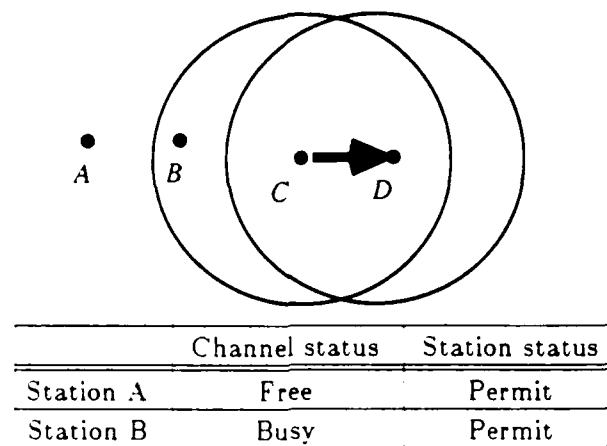 A
B
C
D
Channel status Station status
Station A Free Permit
Station B Busy Permit